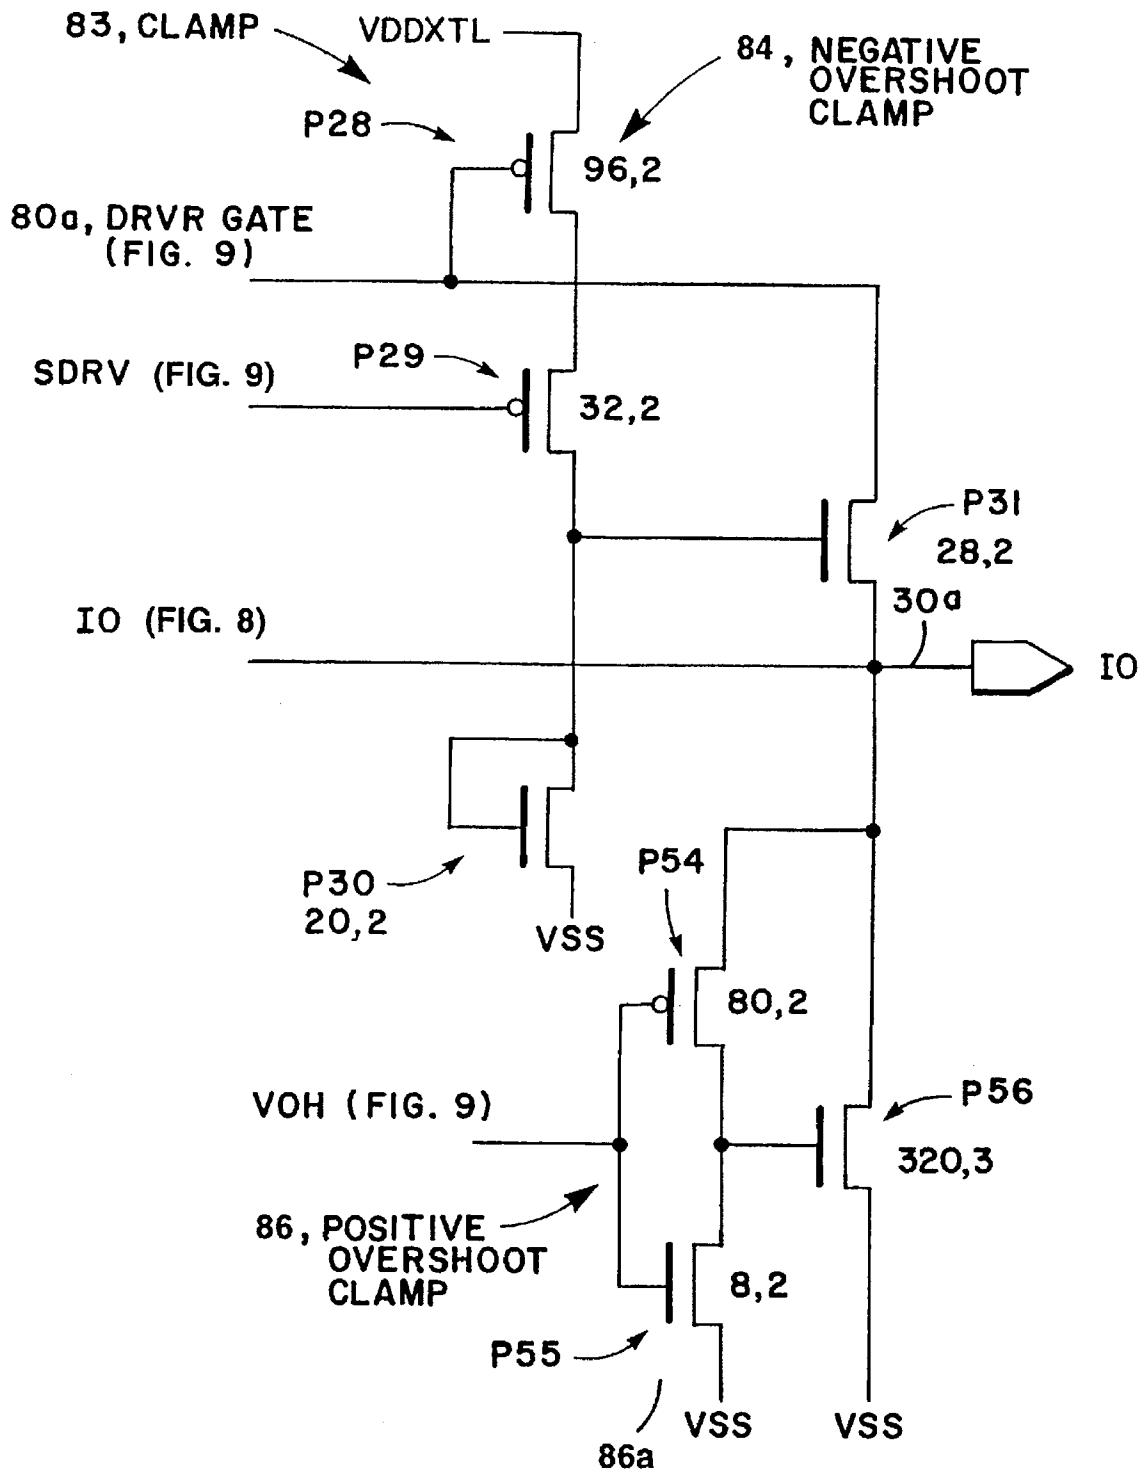 83, CLAMP
VDDXTL
84, NEGATIVE
OVERSHOOT
CLAMP
P28
96,2
80a, DRVR GATE
(FIG. 9)
P29
SDRV (FIG. 9)
32,2
P31
28,2
30a
IO (FIG. 8)
IO
P30
20,2
VSS
P54
80,2
VOH (FIG. 9)
P56
320,3
86, POSITIVE
OVERSHOOT
CLAMP
8,2
P55
86a
VSS
VSS